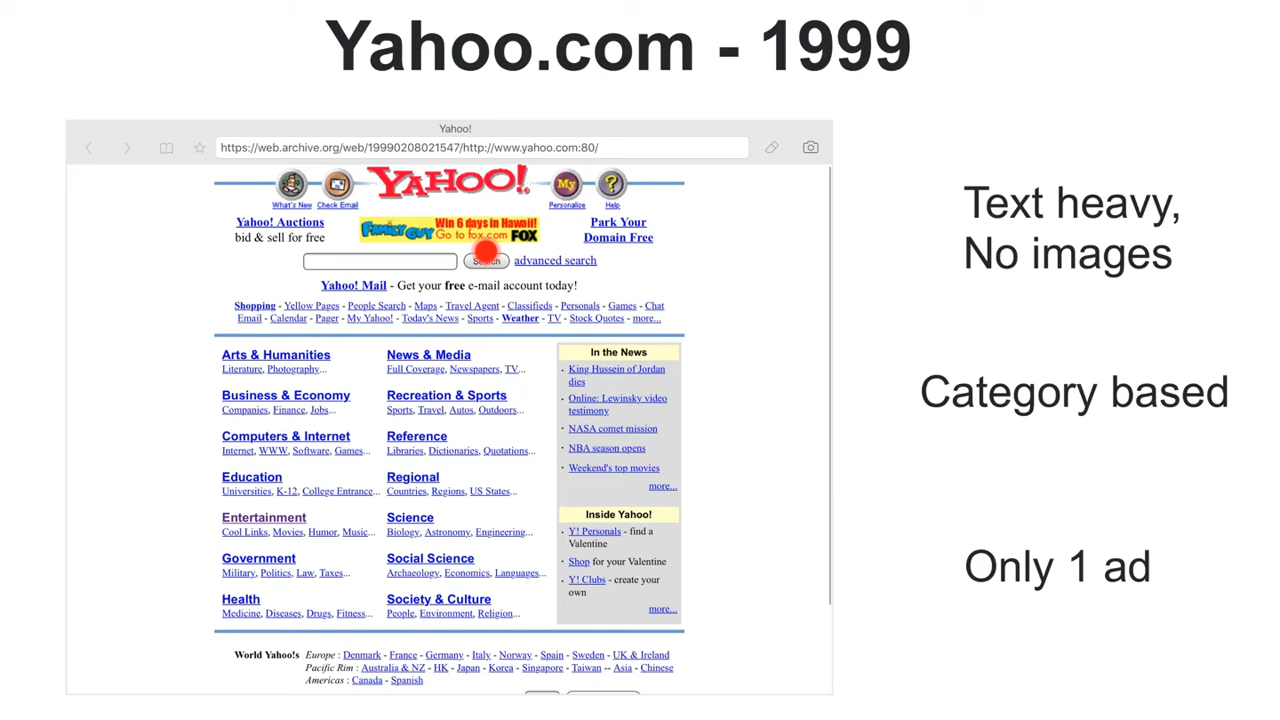 Yahoo.com - 1999
Yahoo!
https://web.archive.org/web/19990208021547/http://www.yahoo.com:80/
What's New
Check Email
YAHOO!
My
Personalize
?
Help
Yahoo! Auctions
bid & sell for free
FAMILY GUY
Win 6 days in Hawaii!
Go to fox.com FOX
Park Your
Domain Free
Search
advanced search
Yahoo! Mail - Get your free e-mail account today!
Shopping - Yellow Pages - People Search - Maps - Travel Agent - Classifieds - Personals - Games - Chat
Email - Calendar - Pager - My Yahoo! - Today's News - Sports - Weather - TV - Stock Quotes - more...
Arts & Humanities
Literature, Photography...
Business & Economy
Companies, Finance, Jobs...
Computers & Internet
Internet, WWW, Software, Games...
Education
Universities, K-12, College Entrance...
Entertainment
Cool Links, Movies, Humor, Music...
Government
Military, Politics, Law, Taxes...
Health
Medicine, Diseases, Drugs, Fitness...
News & Media
Full Coverage, Newspapers, TV...
Recreation & Sports
Sports, Travel, Autos, Outdoors...
Reference
Libraries, Dictionaries, Quotations...
Regional
Countries, Regions, US States...
Science
Biology, Astronomy, Engineering...
Social Science
Archaeology, Economics, Languages...
Society & Culture
People, Environment, Religion...
In the News
· King Hussein of Jordan
dies
· Online: Lewinsky video
testimony
· NASA comet mission
· NBA season opens
· Weekend's top movies
more...
Inside Yahoo!
· Y! Personals - find a
Valentine
· Shop for your Valentine
· Y! Clubs - create your
own
more...
World Yahoo!s
Europe : Denmark - France - Germany - Italy - Norway - Spain - Sweden - UK & Ireland
Pacific Rim : Australia & NZ - HK - Japan - Korea - Singapore - Taiwan -- Asia - Chinese
Americas : Canada - Spanish
Text heavy,
No images
Category based
Only 1 ad